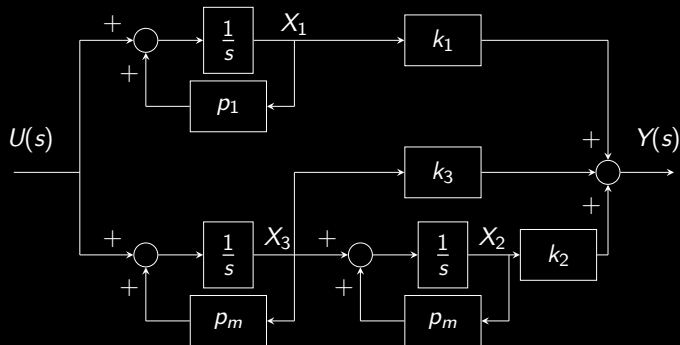 + 1/s X₁ k₁
+
p₁
U(s) + Y(s)
k₃
+
+ 1/s X₃ + 1/s X₂ k₂
+ +
pₘ pₘ